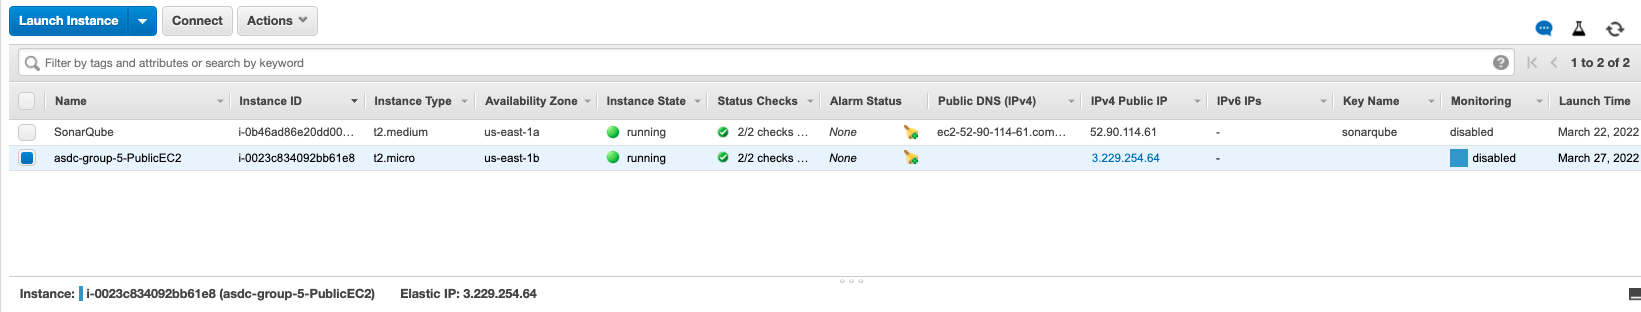 Launch Instance Connect Actions
Filter by tags and attributes or search by keyword ? 1 to 2 of 2
Name Instance ID Instance Type Availability Zone Instance State Status Checks Alarm Status Public DNS (IPv4) IPv4 Public IP IPv6 IPs Key Name Monitoring Launch Time
SonarQube i-0b46ad86e20dd00... t2.medium us-east-1a running 2/2 checks ... None ec2-52-90-114-61.com... 52.90.114.61 - sonarqube disabled March 22, 2022
asdc-group-5-PublicEC2 i-0023c834092bb61e8 t2.micro us-east-1b running 2/2 checks ... None 3.229.254.64 - disabled March 27, 2022
Instance: i-0023c834092bb61e8 (asdc-group-5-PublicEC2) Elastic IP: 3.229.254.64